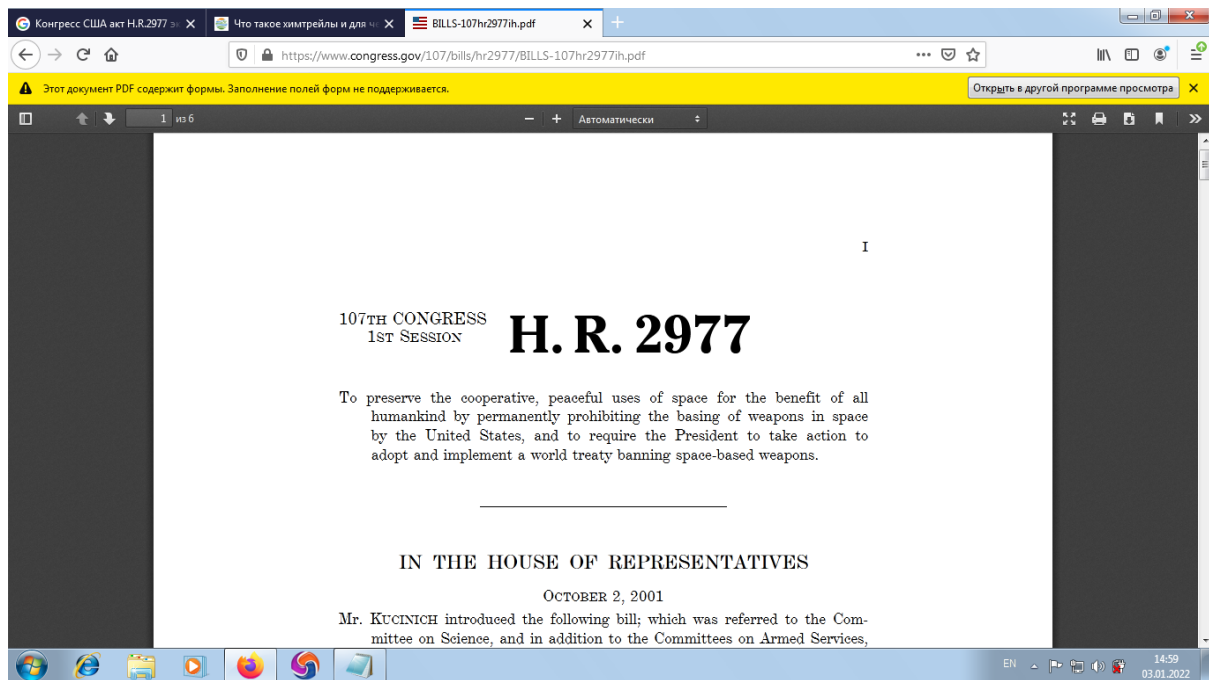 Конгресс США акт H.R.2977 э
Что такое химтрейлы и для ч
BILLS-107hr2977ih.pdf
https://www.congress.gov/107/bills/hr2977/BILLS-107hr2977ih.pdf
Этот документ PDF содержит формы. Заполнение полей форм не поддерживается.
Открыть в другой программе просмотра
1 из 6
Автоматически
I
107TH CONGRESS
1ST SESSION
H. R. 2977
To preserve the cooperative, peaceful uses of space for the benefit of all
humankind by permanently prohibiting the basing of weapons in space
by the United States, and to require the President to take action to
adopt and implement a world treaty banning space-based weapons.
IN THE HOUSE OF REPRESENTATIVES
OCTOBER 2, 2001
Mr. KUCINICH introduced the following bill; which was referred to the Com-
mittee on Science, and in addition to the Committees on Armed Services,
EN
14:59
03.01.2022